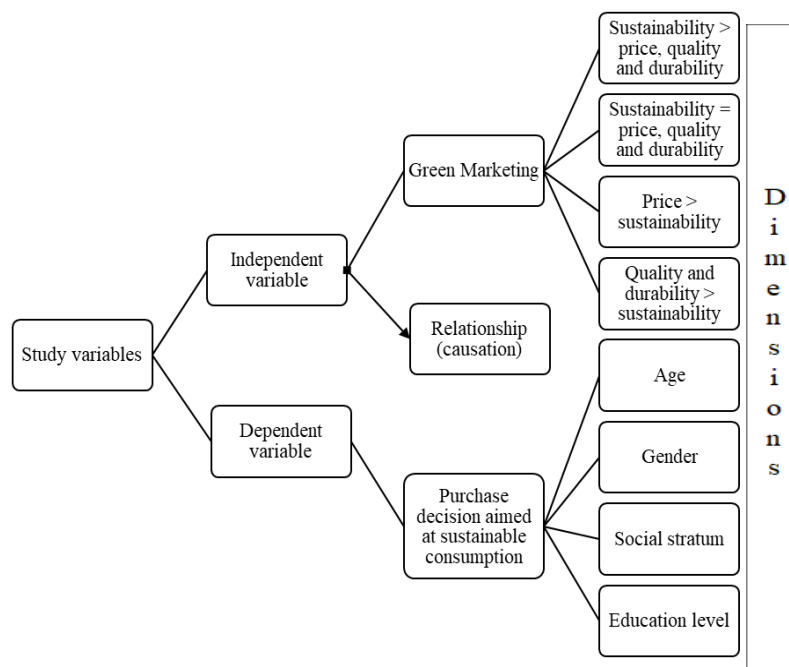 Study variables
Independent
variable
Dependent
variable
Green Marketing
Relationship
(causation)
Purchase
decision aimed
at sustainable
consumption
Sustainability >
price, quality
and durability
Sustainability =
price, quality
and durability
Price >
sustainability
Quality and
durability >
sustainability
Age
Gender
Social stratum
Education level
Dimensions